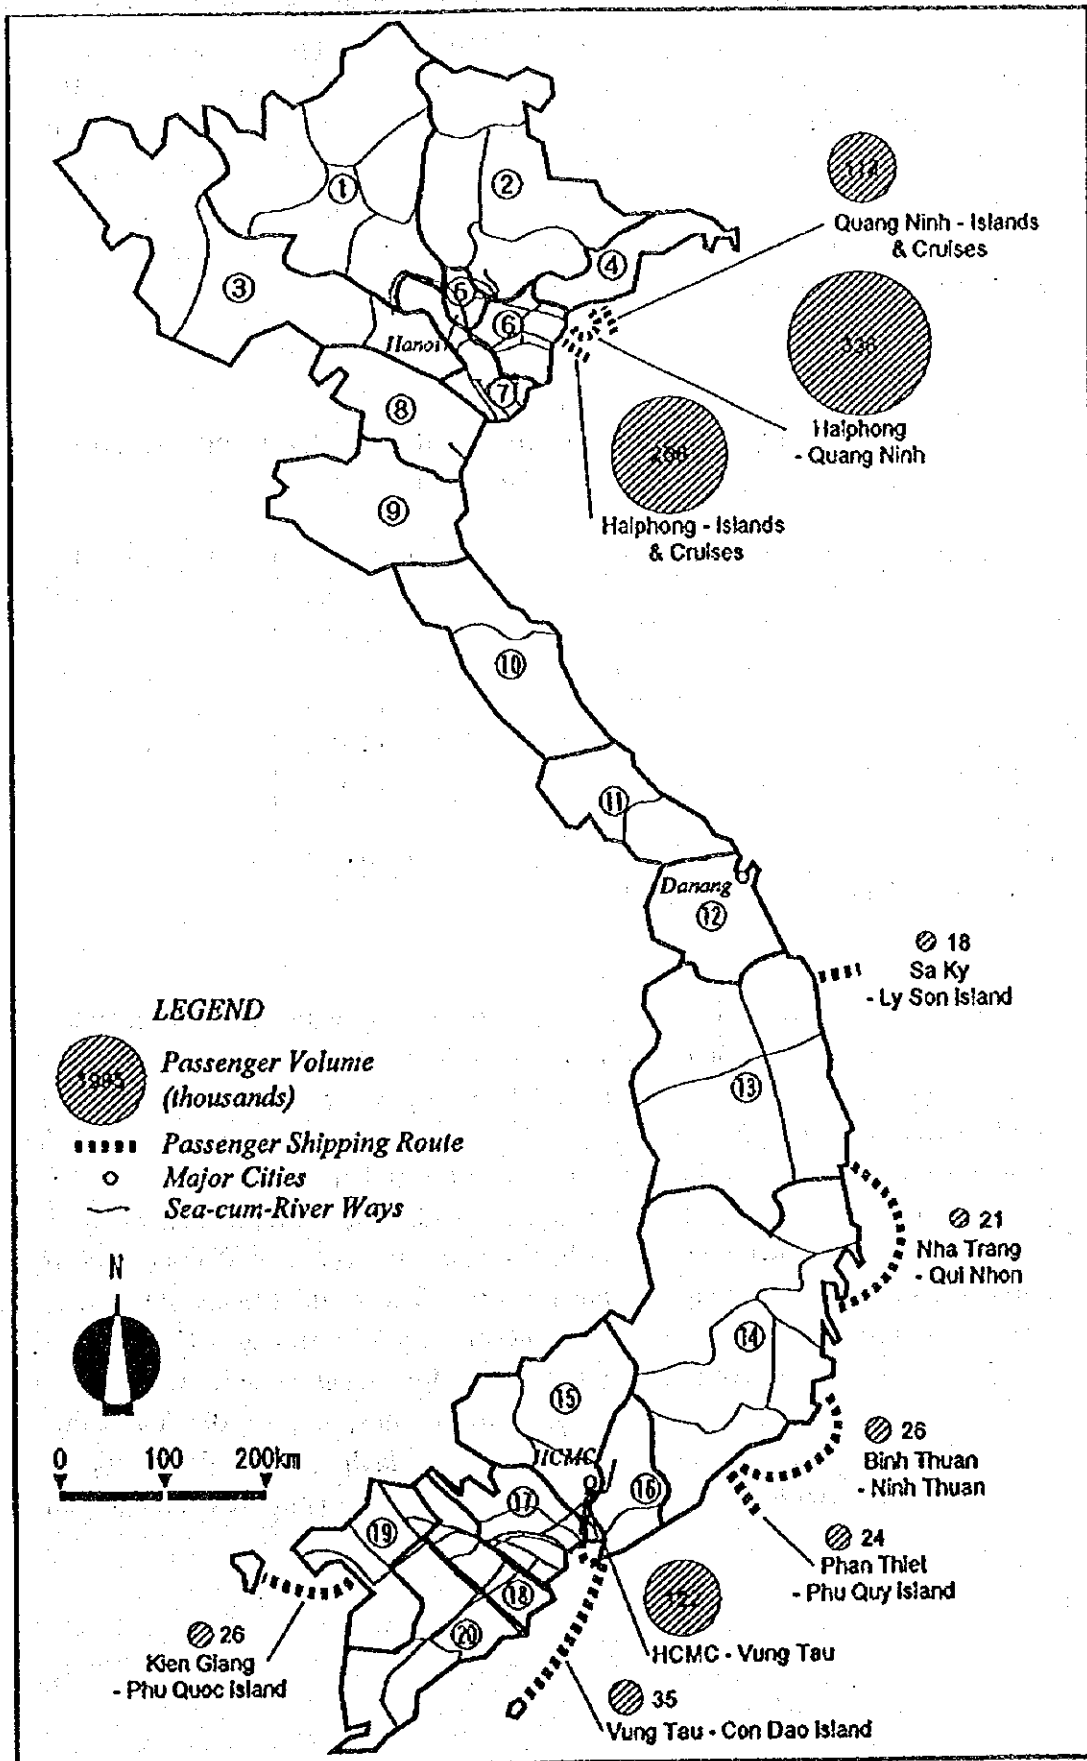 ①
②
Quang Ninh - Islands
& Cruises
③
④
⑤
⑥
Hanoi
⑦
⑧
Haiphong
- Quang Ninh
⑨
Haiphong - Islands
& Cruises
⑩
⑪
Danang
⑫
18
Sa Ky
- Ly Son Island
LEGEND
1995
Passenger Volume
(thousands)
Passenger Shipping Route
Major Cities
Sea-cum-River Ways
⑬
21
Nha Trang
- Qui Nhon
N
⑭
⑮
0 100 200km
HCMC
26
Binh Thuan
- Ninh Thuan
⑯
⑰
⑲
24
Phan Thiet
- Phu Quy Island
⑱
⑳
26
Kien Giang
- Phu Quoc Island
HCMC - Vung Tau
35
Vung Tau - Con Dao Island